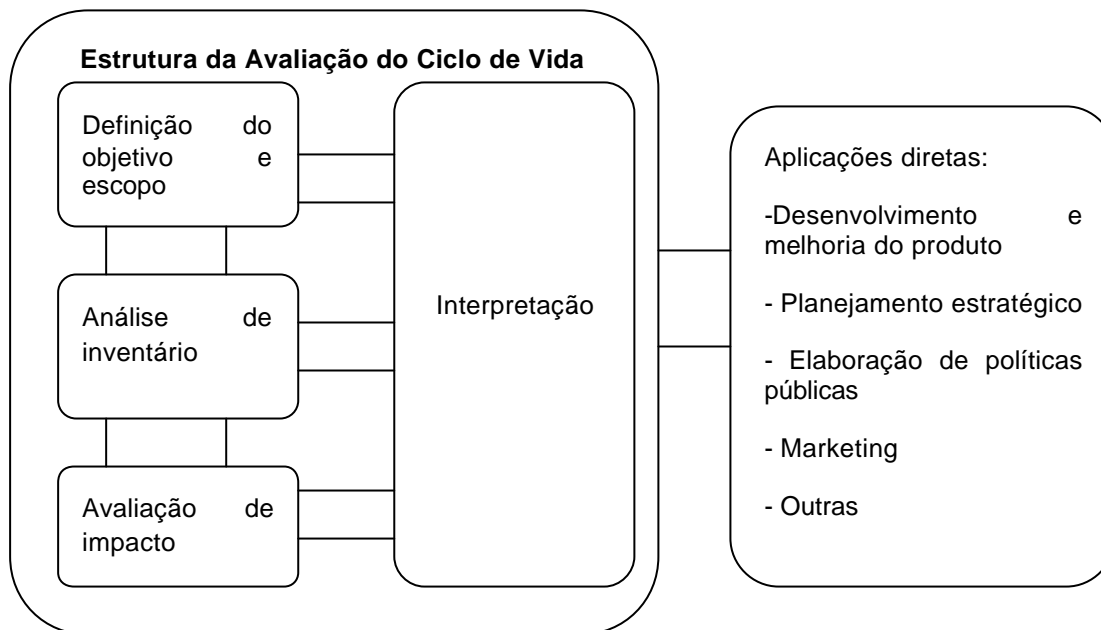 Estrutura da Avaliação do Ciclo de Vida
Definição do
objetivo e
escopo
Análise de
inventário
Avaliação de
impacto
Interpretação
Aplicações diretas:
-Desenvolvimento e
melhoria do produto
- Planejamento estratégico
- Elaboração de políticas
públicas
- Marketing
- Outras